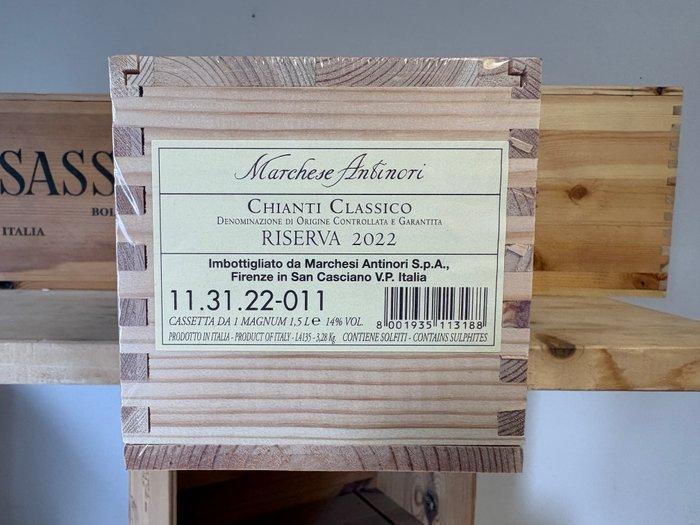 SASS
BOL
ITALIA
Marchese Antinori
CHIANTI CLASSICO
DENOMINAZIONE DI ORIGINE CONTROLLATA E GARANTITA
RISERVA 2022
Imbottigliato da Marchesi Antinori S.p.A.,
Firenze in San Casciano V.P. Italia
11.31.22-011
CASSETTA DA 1 MAGNUM 1,5 L e 14% VOL.
8 001935 113188
PRODOTTO IN ITALIA - PRODUCT OF ITALY - L4135 - 3,28 Kg CONTIENE SOLFITI - CONTAINS SULPHITES